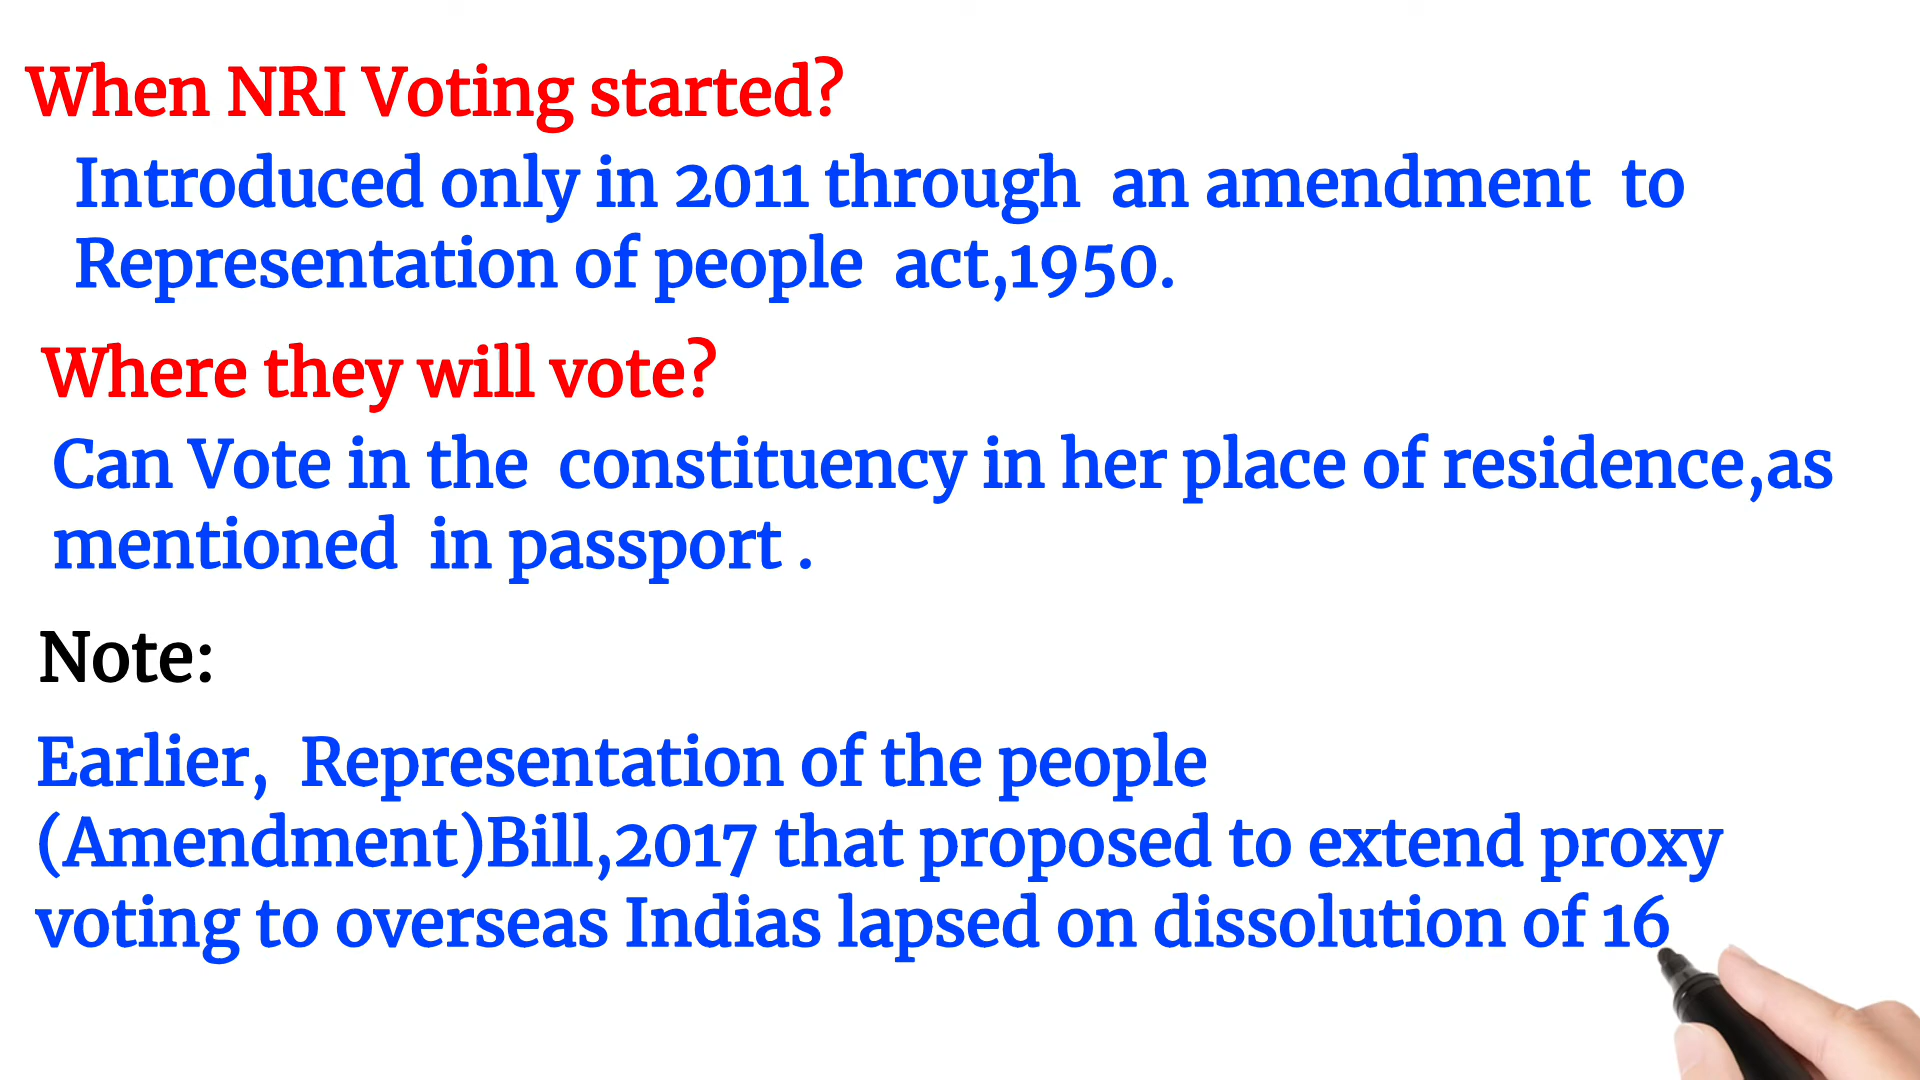 When NRI Voting started?
Introduced only in 2011 through an amendment to
Representation of people act,1950.
Where they will vote?
Can Vote in the constituency in her place of residence,as
mentioned in passport .
Note:
Earlier, Representation of the people
(Amendment)Bill,2017 that proposed to extend proxy
voting to overseas Indias lapsed on dissolution of 16